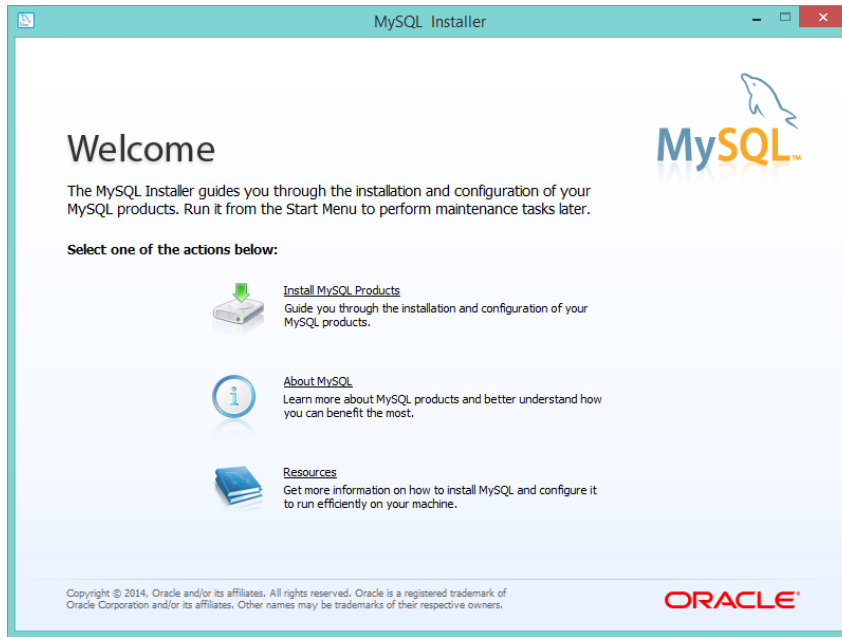 MySQL Installer
MySQL™
Welcome
The MySQL Installer guides you through the installation and configuration of your
MySQL products. Run it from the Start Menu to perform maintenance tasks later.
Select one of the actions below:
Install MySQL Products
Guide you through the installation and configuration of your
MySQL products.
About MySQL
Learn more about MySQL products and better understand how
you can benefit the most.
Resources
Get more information on how to install MySQL and configure it
to run efficiently on your machine.
Copyright © 2014, Oracle and/or its affiliates. All rights reserved. Oracle is a registered trademark of
Oracle Corporation and/or its affiliates. Other names may be trademarks of their respective owners.
ORACLE®